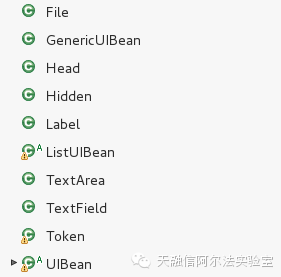 File
GenericUIBean
Head
Hidden
Label
ListUIBean
TextArea
TextField
Token
UIBean
天融信阿尔法实验室